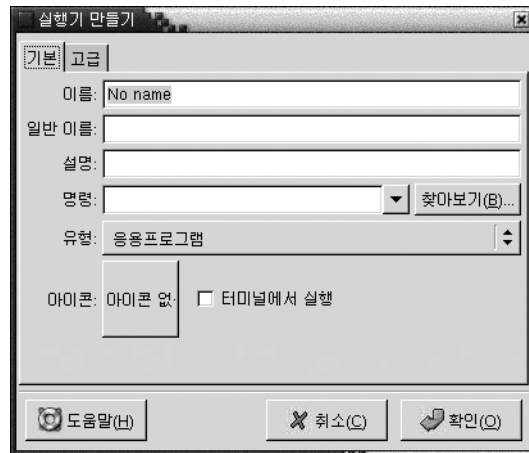 실행기 만들기
기본 고급
이름: No name
일반 이름:
설명:
명령: 찾아보기(B)...
유형: 응용프로그램
아이콘: 아이콘 없· 터미널에서 실행
도움말(H) 취소(C) 확인(O)